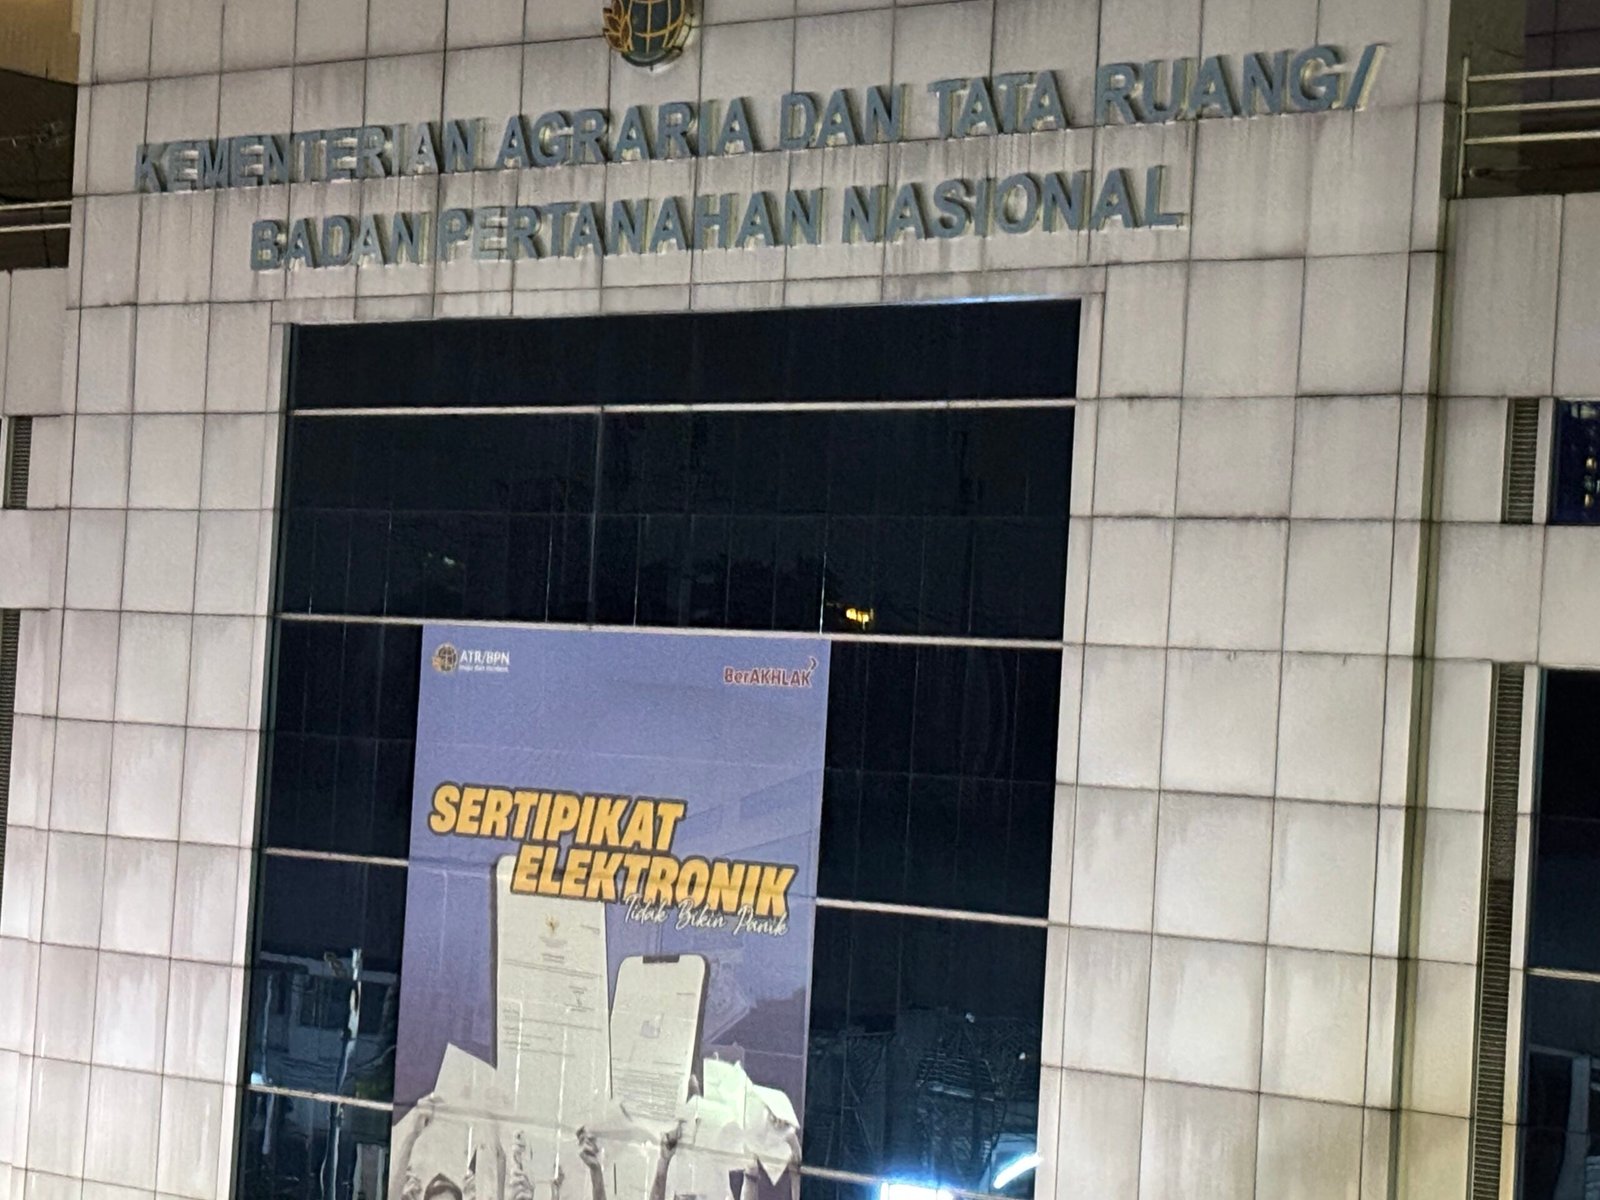 KEMENTERIAN AGRARIA DAN TATA RUANG/
BADAN PERTANAHAN NASIONAL
ATR/BPN
BerAKHLAK
SERTIPIKAT
ELEKTRONIK
Tidak Bikin Panik